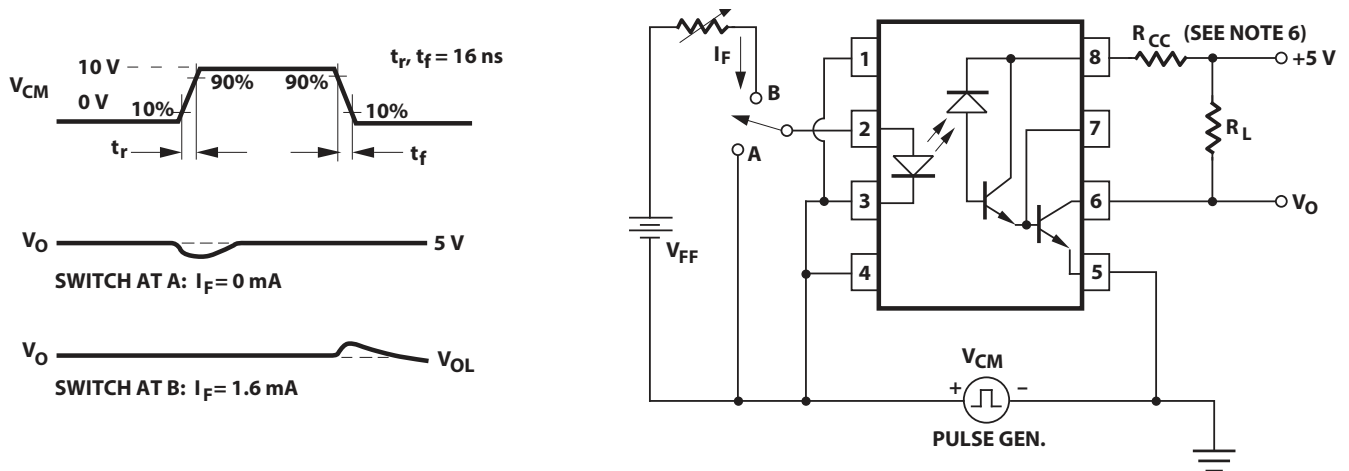 10 V
V CM
0 V
10%
90%
90%
10%
t r, t f = 16 ns
t r
t f
V O
5 V
SWITCH AT A: I F = 0 mA
V O
V OL
SWITCH AT B: I F = 1.6 mA
I F
B
A
V FF
1
2
3
4
8
7
6
5
R CC (SEE NOTE 6)
+5 V
R L
V O
V CM
+
–
PULSE GEN.